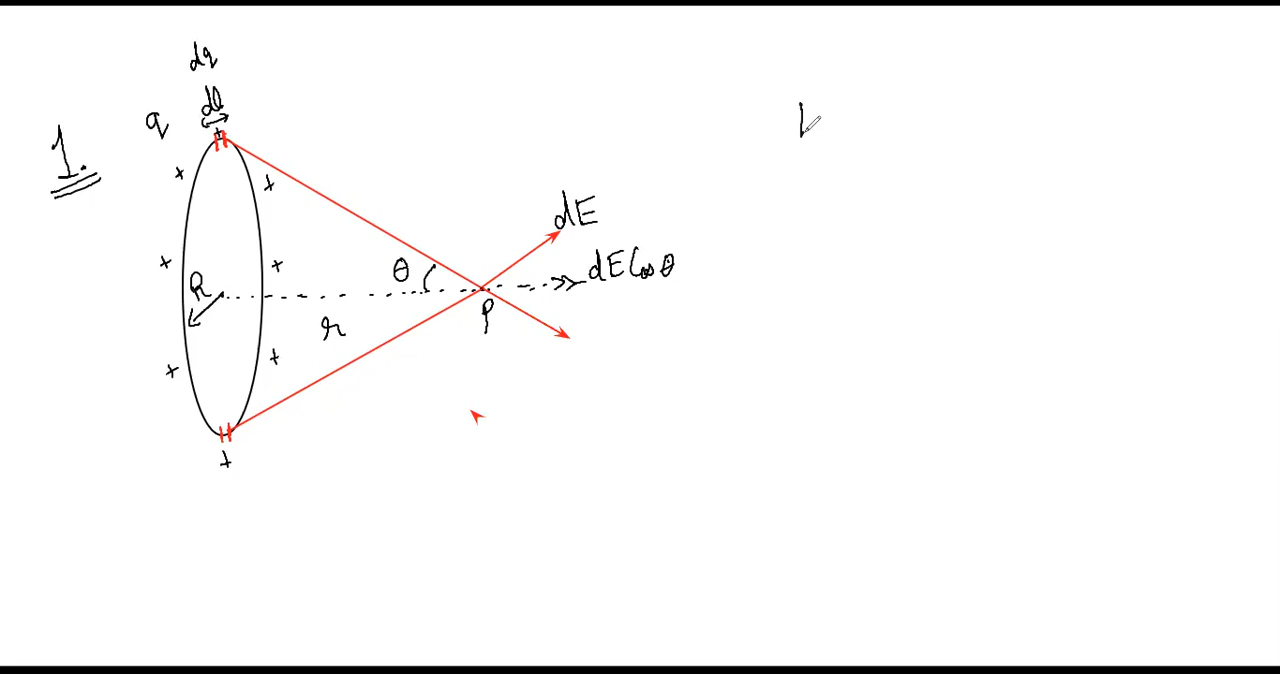 1.
q
dq
dl
+
+
+
+
+
+
+
+
R
r
θ
P
dE
dE Cos θ